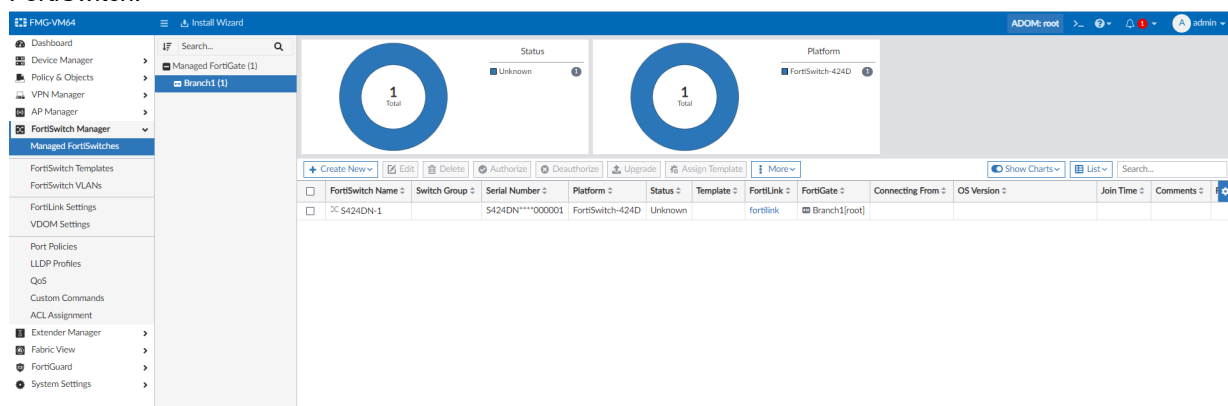 FMG-VM64
Install Wizard
ADOM: root
>_
1
A admin
Dashboard
Device Manager
Policy & Objects
VPN Manager
AP Manager
FortiSwitch Manager
Managed FortiSwitches
FortiSwitch Templates
FortiSwitch VLANs
FortiLink Settings
VDOM Settings
Port Policies
LLDP Profiles
QoS
Custom Commands
ACL Assignment
Extender Manager
Fabric View
FortiGuard
System Settings
Search...
Managed FortiGate (1)
Branch1 (1)
Status
Unknown 1
1
Total
Platform
FortiSwitch-424D 1
1
Total
+ Create New Edit Delete Authorize Deauthorize Upgrade Assign Template More Show Charts List Search...
FortiSwitch Name Switch Group Serial Number Platform Status Template FortiLink FortiGate Connecting From OS Version Join Time Comments
S424DN-1 S424DN****000001 FortiSwitch-424D Unknown fortilink Branch1[root]